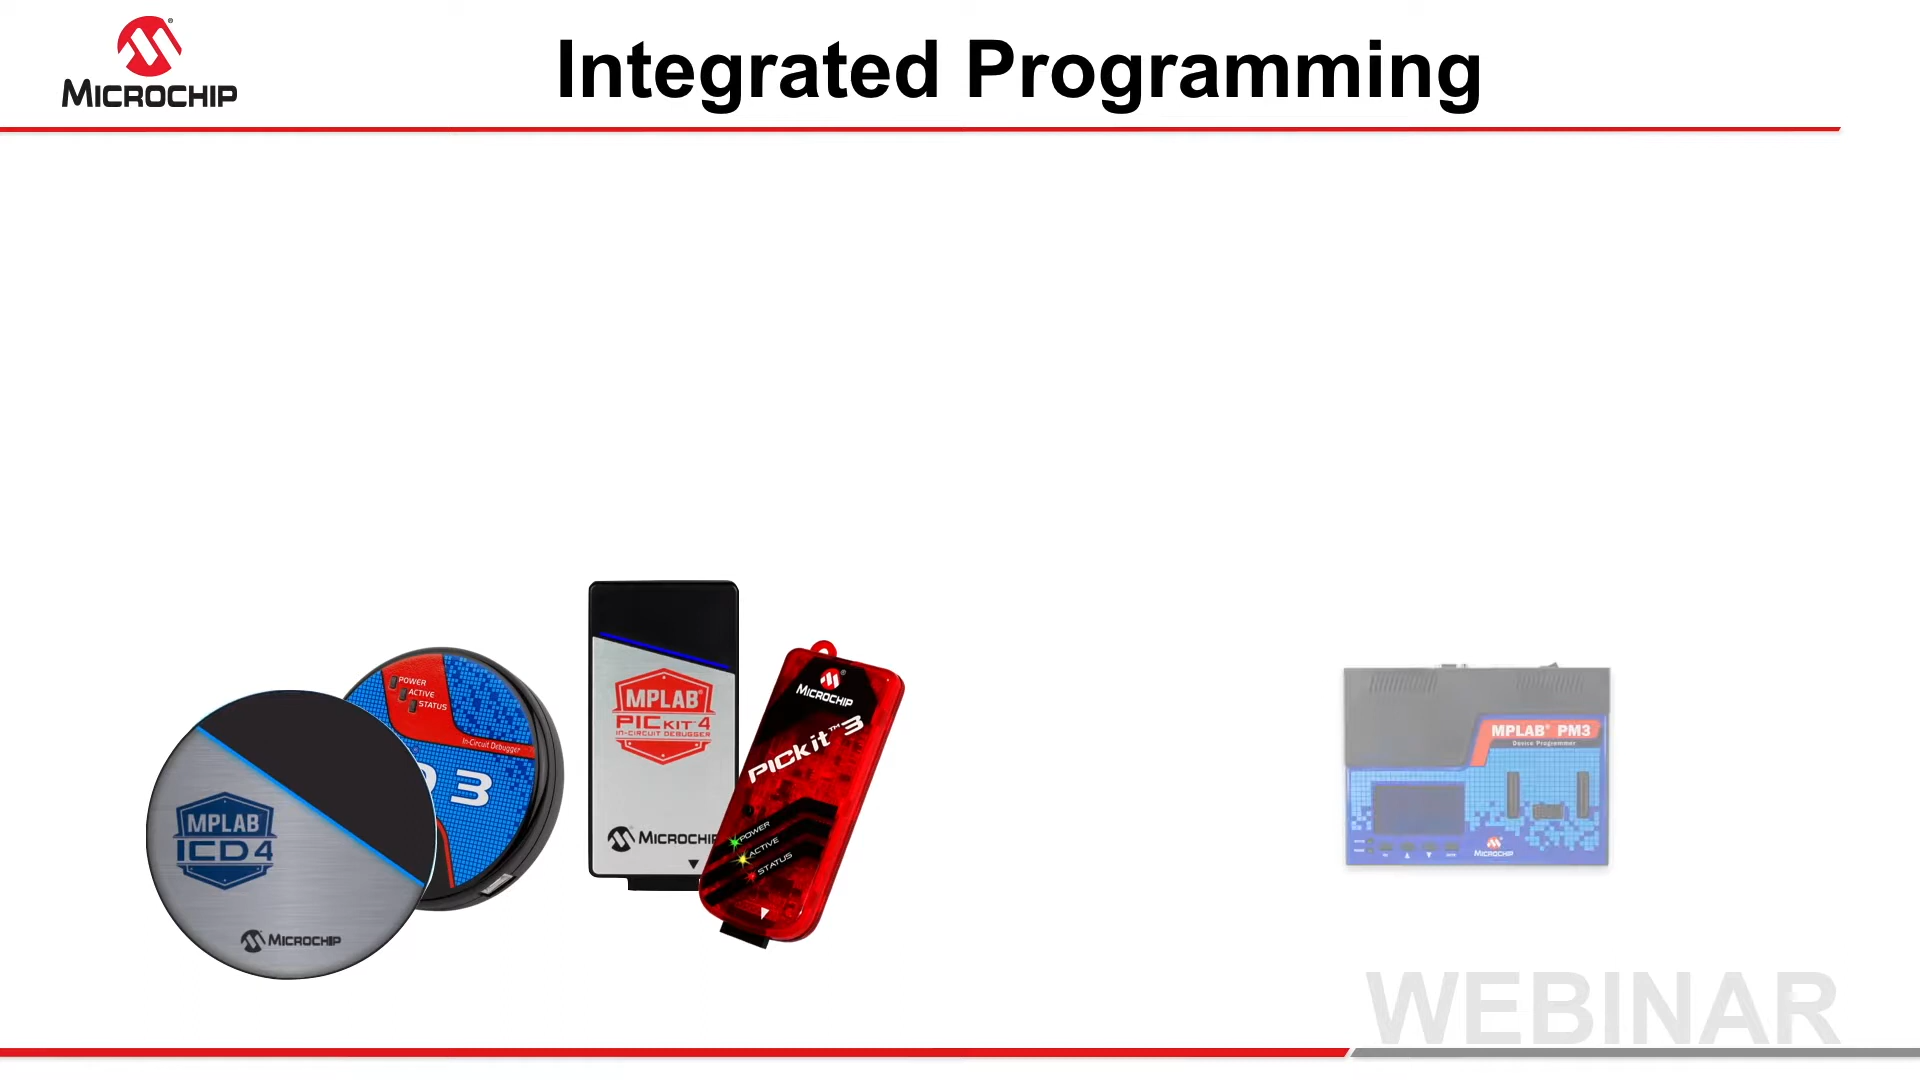 MICROCHIP
Integrated Programming
MPLAB®
ICD 4
MICROCHIP
POWER
ACTIVE
STATUS
In-Circuit Debugger
3
MPLAB®
PICKIT™ 4
IN-CIRCUIT DEBUGGER
MICROCHIP
MICROCHIP
PICkit™ 3
POWER
ACTIVE
STATUS
MPLAB® PM3
Device Programmer
MICROCHIP
WEBINAR